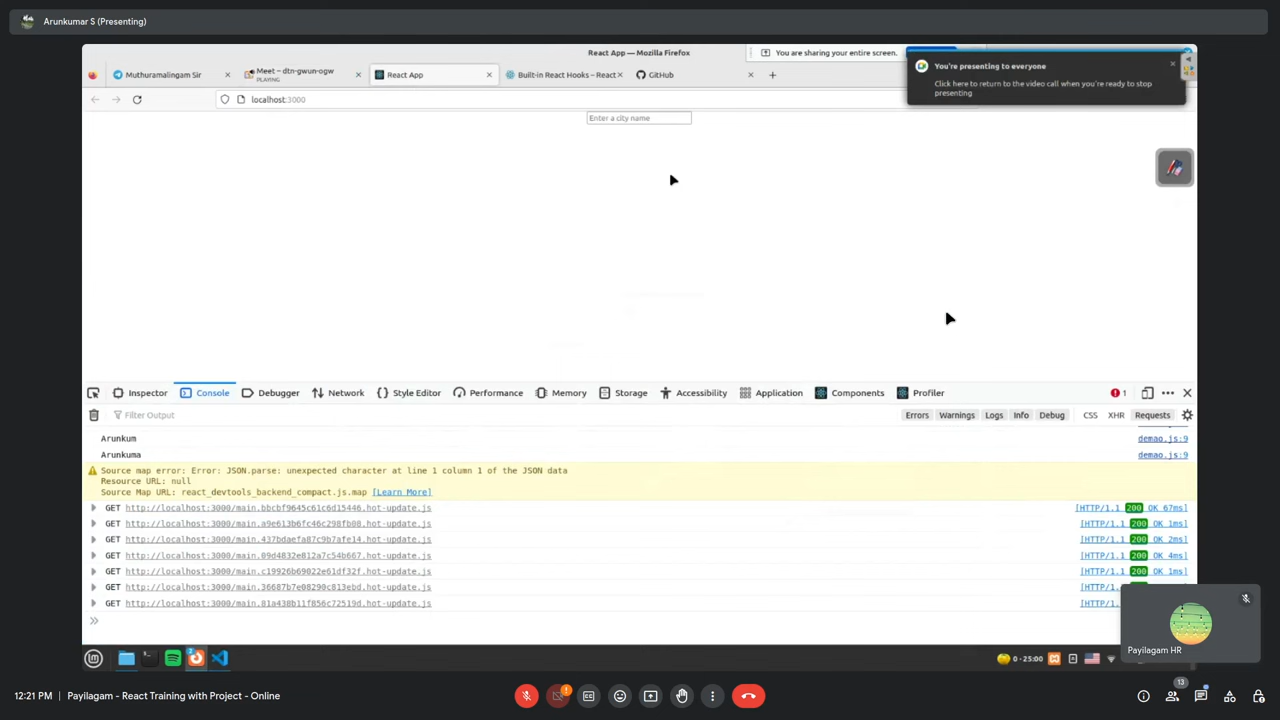 Arunkumar S (Presenting)
React App — Mozilla Firefox
You are sharing your entire screen.
Muthuramalingam Sir
Meet – dtn-gwun-ogw
PLAYING
React App
Built-in React Hooks – React
GitHub
You're presenting to everyone
Click here to return to the video call when you're ready to stop
presenting
localhost:3000
Enter a city name
Inspector
Console
Debugger
Network
Style Editor
Performance
Memory
Storage
Accessibility
Application
Components
Profiler
1
Filter Output
Errors
Warnings
Logs
Info
Debug
CSS
XHR
Requests
Arunkum demao.js:9
Arunkuma demao.js:9
Source map error: Error: JSON.parse: unexpected character at line 1 column 1 of the JSON data
Resource URL: null
Source Map URL: react_devtools_backend_compact.js.map [Learn More]
GET http://localhost:3000/main.bbcbf9645c61c6d15446.hot-update.js [HTTP/1.1 200 OK 67ms]
GET http://localhost:3000/main.a9e613b6fc46c298fb08.hot-update.js [HTTP/1.1 200 OK 1ms]
GET http://localhost:3000/main.437bdaefa87c9b7afe14.hot-update.js [HTTP/1.1 200 OK 2ms]
GET http://localhost:3000/main.09d4832e812a7c54b667.hot-update.js [HTTP/1.1 200 OK 4ms]
GET http://localhost:3000/main.c19926b69022e61df32f.hot-update.js [HTTP/1.1 200 OK 1ms]
GET http://localhost:3000/main.36687b7e08290c813ebd.hot-update.js [HTTP/1.
GET http://localhost:3000/main.81a438b11f856c72519d.hot-update.js [HTTP/1.
Payilagam HR
0 - 25:00
12:21 PM | Payilagam - React Training with Project - Online
13